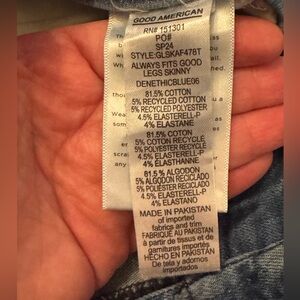 GOOD AMERICAN
RN# 151301
PO#
SP24
STYLE:GLSKAF478T
ALWAYS FITS GOOD
LEGS SKINNY
DENETHICBLUE06
81.5% COTTON
5% RECYCLED COTTON
5% RECYCLED POLYESTER
4.5% ELASTERELL-P
4% ELASTANE
81.5% COTON
5% COTON RECYCLÉ
5% POLYESTER RECYCLÉ
4.5% ELASTERELL-P
4% ÉLASTHANNE
81.5 % ALGODON
5% ALGODÓN RECICLADO
5% POLIÉSTER RECICLADO
4.5% ELASTERELL-P
4% ELASTANO
MADE IN PAKISTAN
of imported
fabrics and trim
FABRIQUÉ AU PAKISTAN
à partir de tissus et de
garnitures importés
HECHO EN PAKISTAN
De tela y adornos
importados